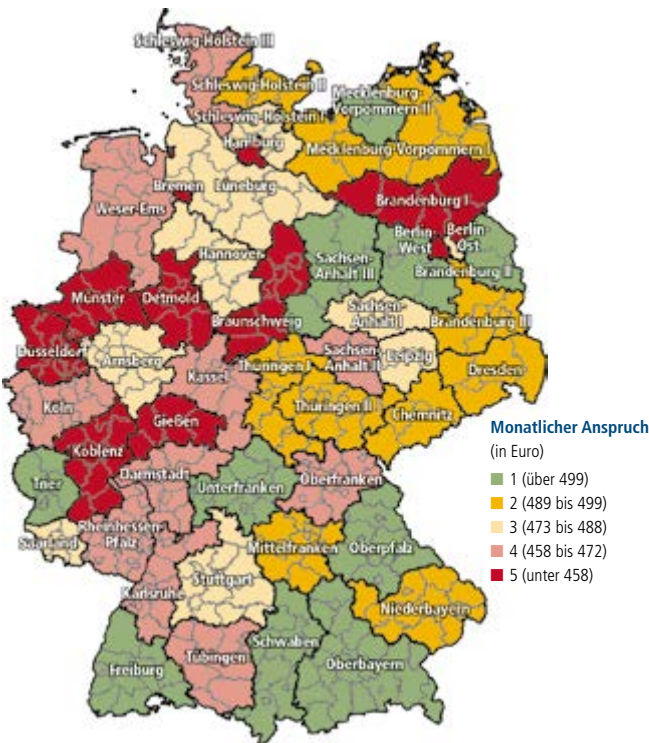 Schleswig-Holstein III
Schleswig-Holstein II
Mecklenburg-
Vorpommern II
Schleswig-Holstein I
Hamburg
Mecklenburg-Vorpommern I
Bremen
Lüneburg
Brandenburg I
Weser-Ems
Berlin-
West
Berlin-
Ost
Hannover
Sachsen-
Anhalt III
Brandenburg II
Münster
Detmold
Braunschweig
Sachsen-
Anhalt I
Brandenburg III
Düsseldorf
Arnsberg
Kassel
Thüringen I
Sachsen-
Anhalt II
Leipzig
Dresden
Köln
Thüringen II
Chemnitz
Gießen
Koblenz
Trier
Darmstadt
Unterfranken
Oberfranken
Rheinhessen-
Pfalz
Saarland
Mittelfranken
Oberpfalz
Stuttgart
Karlsruhe
Niederbayern
Schwaben
Tübingen
Freiburg
Oberbayern
Monatlicher Anspruch
(in Euro)
1 (über 499)
2 (489 bis 499)
3 (473 bis 488)
4 (458 bis 472)
5 (unter 458)